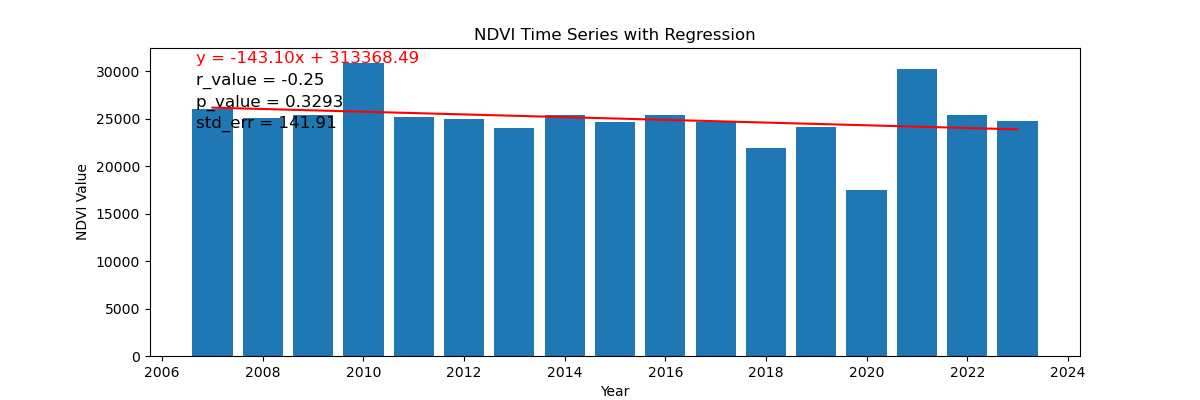 NDVI Time Series with Regression
y = -143.10x + 313368.49
r_value = -0.25
p_value = 0.3293
std_err = 141.91
NDVI Value
30000
25000
20000
15000
10000
5000
0
2006 2008 2010 2012 2014 2016 2018 2020 2022 2024
Year